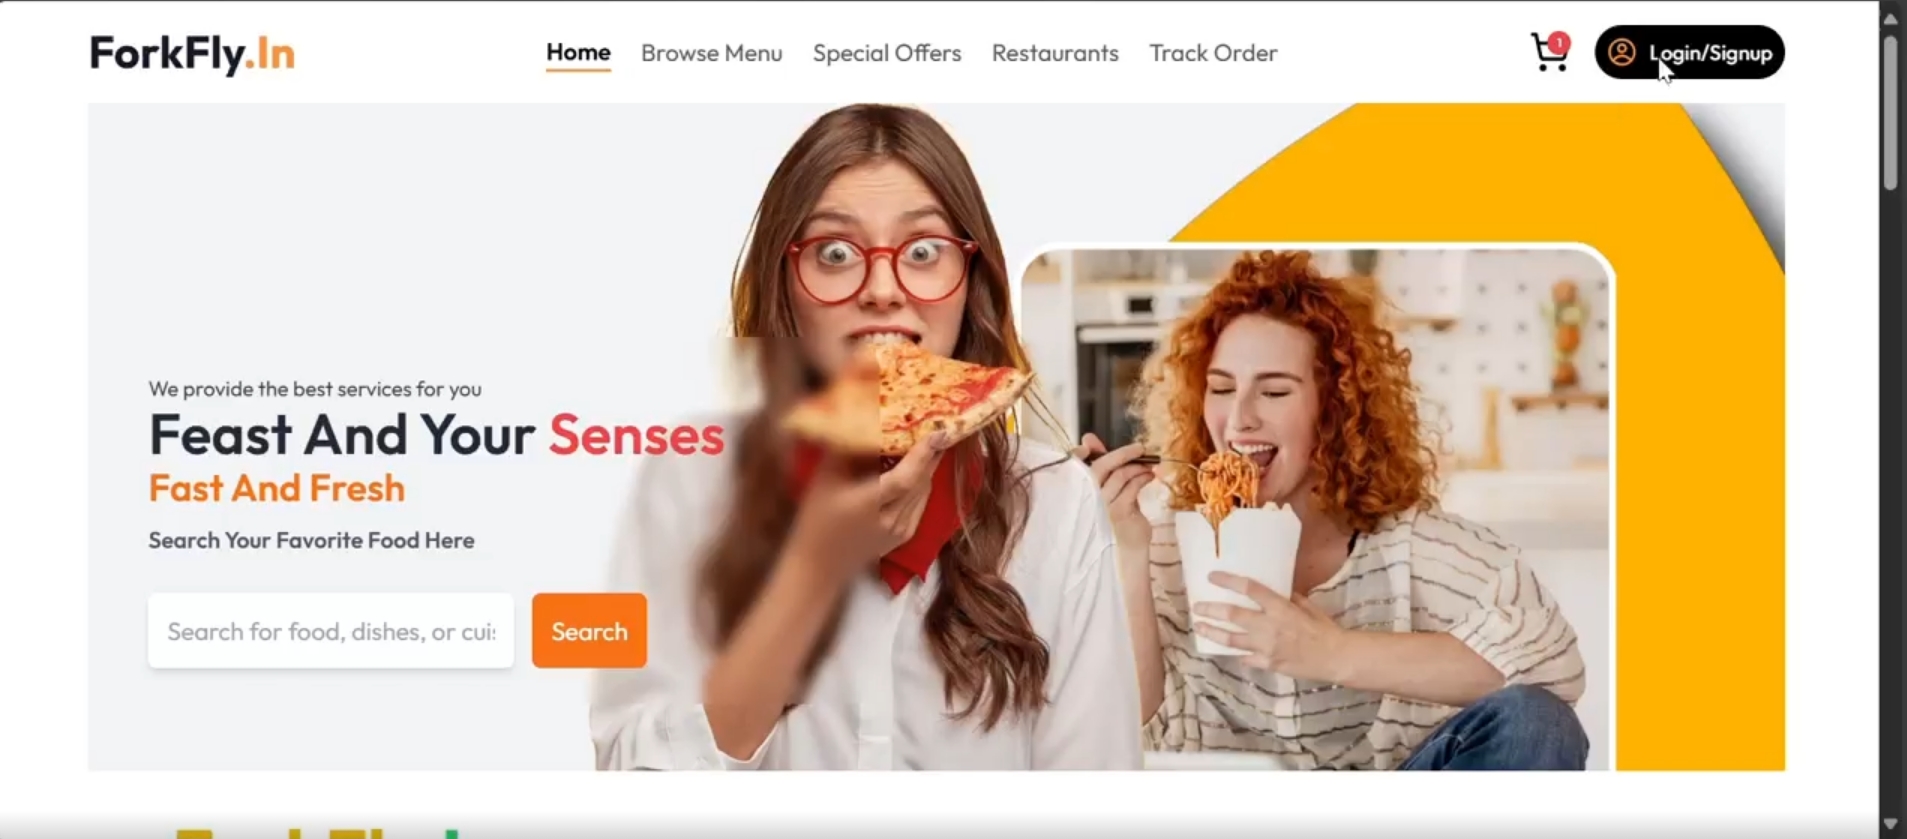 ForkFly.In
Home Browse Menu Special Offers Restaurants Track Order
1
Login/Signup
We provide the best services for you
Feast And Your Senses
Fast And Fresh
Search Your Favorite Food Here
Search for food, dishes, or cui
Search